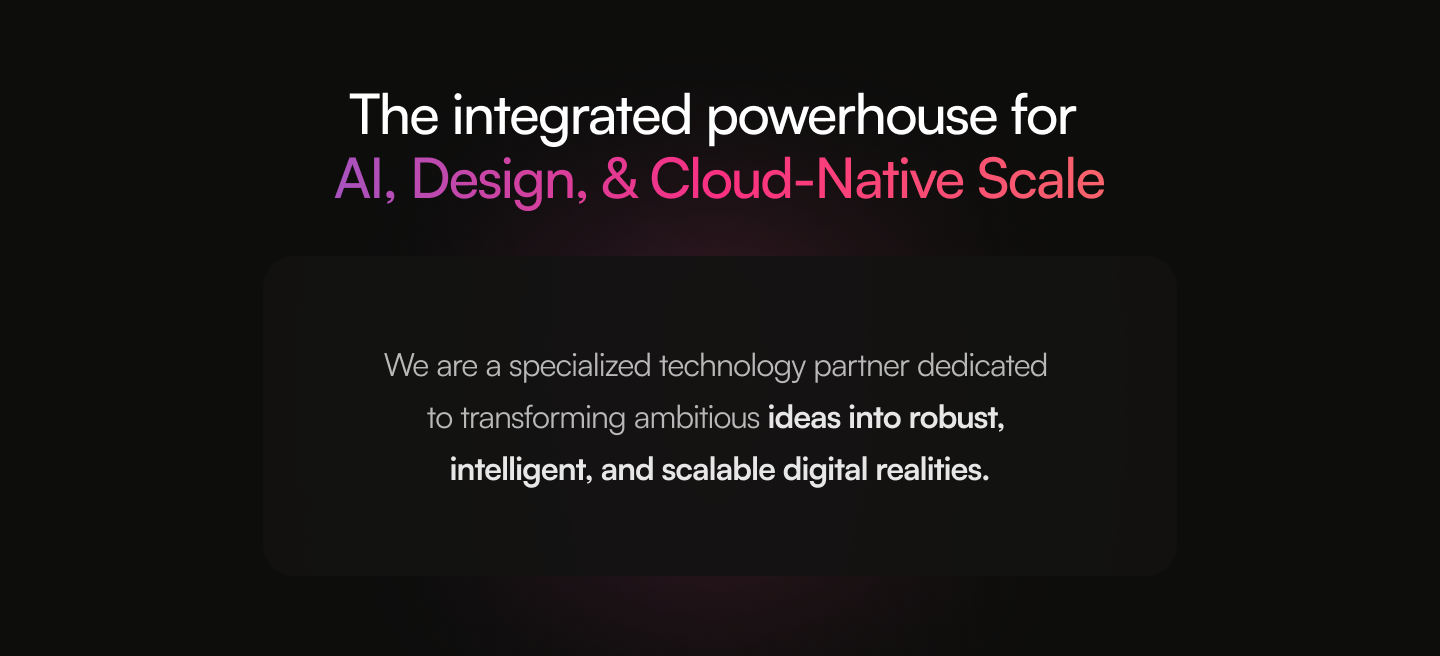 The integrated powerhouse for
AI, Design, & Cloud-Native Scale
We are a specialized technology partner dedicated
to transforming ambitious ideas into robust,
intelligent, and scalable digital realities.